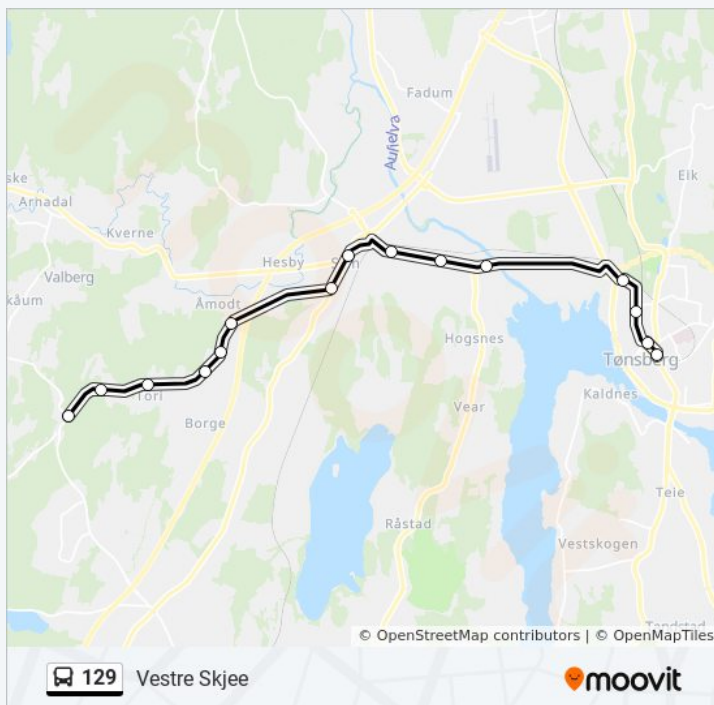 Fadum
Aulielva
Eik
ske
Arnadal
Kverne
Hesby
Valberg
kåum
Åmodt
Hogsnes
Tønsberg
Kaldnes
Torl
Vear
Borge
Teie
Råstad
Vestskogen
© OpenStreetMap contributors | © OpenMapTiles
129 Vestre Skjee moovit